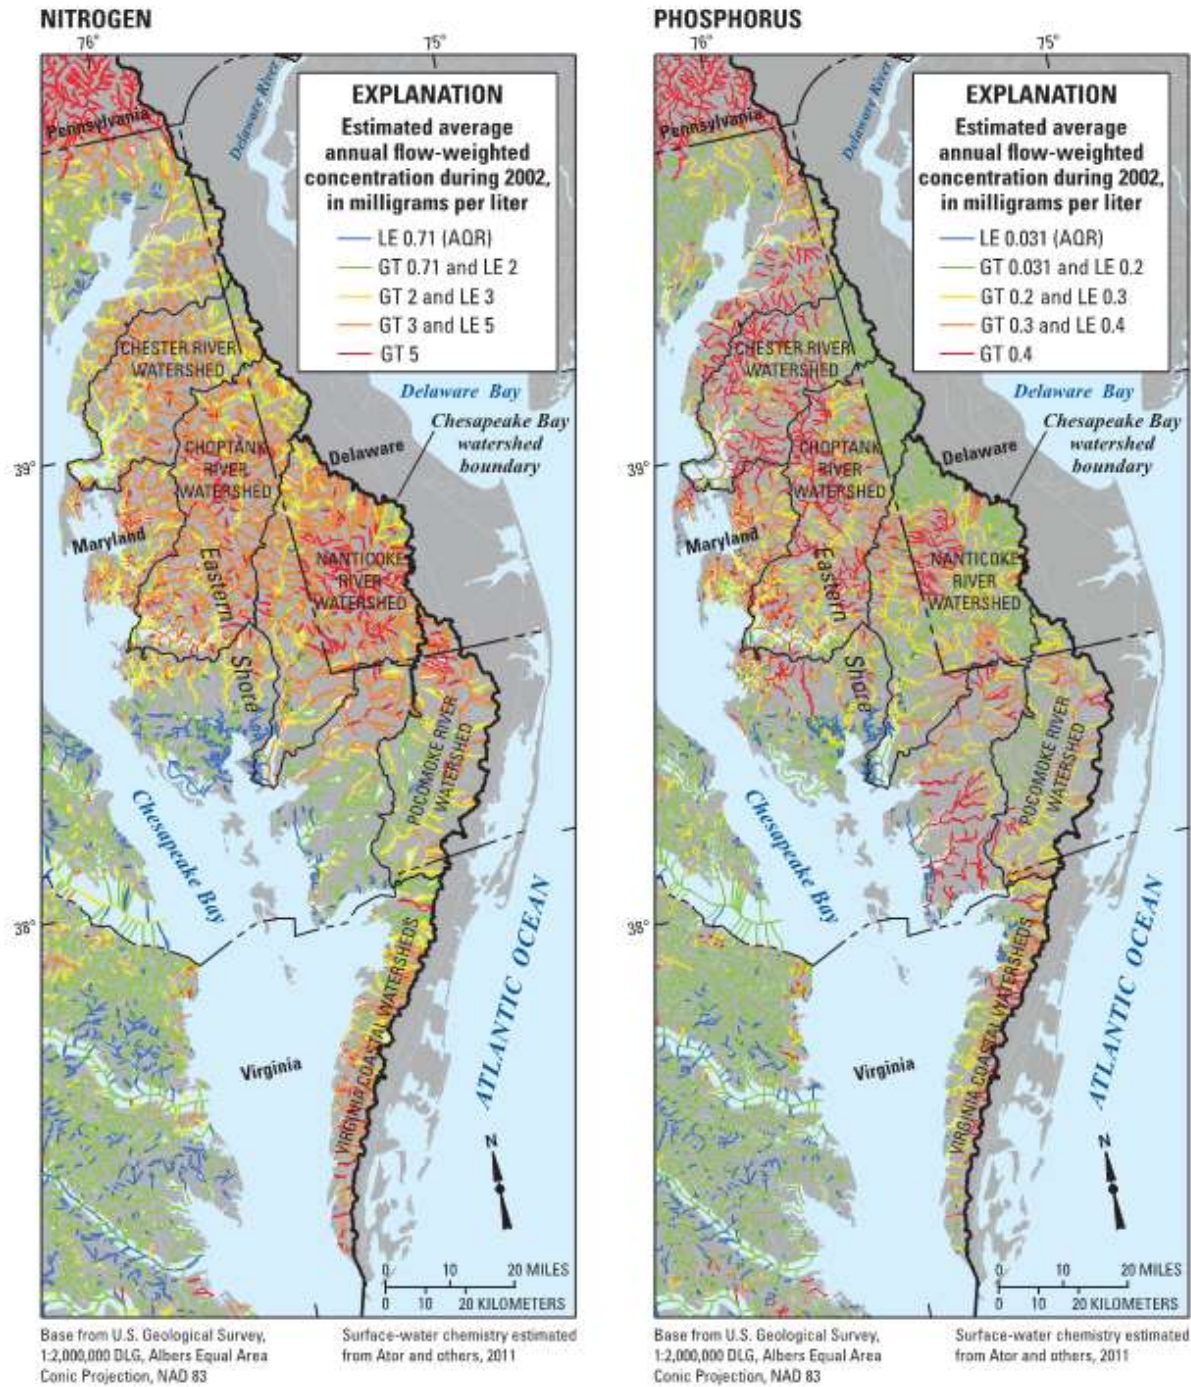 NITROGEN
76°
75°
EXPLANATION
Estimated average
annual flow-weighted
concentration during 2002,
in milligrams per liter
LE 0.71 (AQR)
GT 0.71 and LE 2
GT 2 and LE 3
GT 3 and LE 5
GT 5
Pennsylvania
Delaware River
CHESTER RIVER
WATERSHED
Delaware Bay
Chesapeake Bay
watershed
boundary
Delaware
CHOPTANK
RIVER
WATERSHED
39°
Maryland
Eastern
Shore
NANTICOKE
RIVER
WATERSHED
POCOMOKE RIVER
WATERSHED
Chesapeake Bay
38°
VIRGINIA COASTAL WATERSHEDS
ATLANTIC OCEAN
Virginia
N
0 10 20 MILES
0 10 20 KILOMETERS
Base from U.S. Geological Survey,
1:2,000,000 DLG, Albers Equal Area
Conic Projection, NAD 83
Surface-water chemistry estimated
from Ator and others, 2011
PHOSPHORUS
76°
75°
EXPLANATION
Estimated average
annual flow-weighted
concentration during 2002,
in milligrams per liter
LE 0.031 (AQR)
GT 0.031 and LE 0.2
GT 0.2 and LE 0.3
GT 0.3 and LE 0.4
GT 0.4
Pennsylvania
Delaware River
CHESTER RIVER
WATERSHED
Delaware Bay
Chesapeake Bay
watershed
boundary
Delaware
CHOPTANK
RIVER
WATERSHED
39°
Maryland
Eastern
Shore
NANTICOKE
RIVER
WATERSHED
POCOMOKE RIVER
WATERSHED
Chesapeake Bay
38°
VIRGINIA COASTAL WATERSHEDS
ATLANTIC OCEAN
Virginia
N
0 10 20 MILES
0 10 20 KILOMETERS
Base from U.S. Geological Survey,
1:2,000,000 DLG, Albers Equal Area
Conic Projection, NAD 83
Surface-water chemistry estimated
from Ator and others, 2011